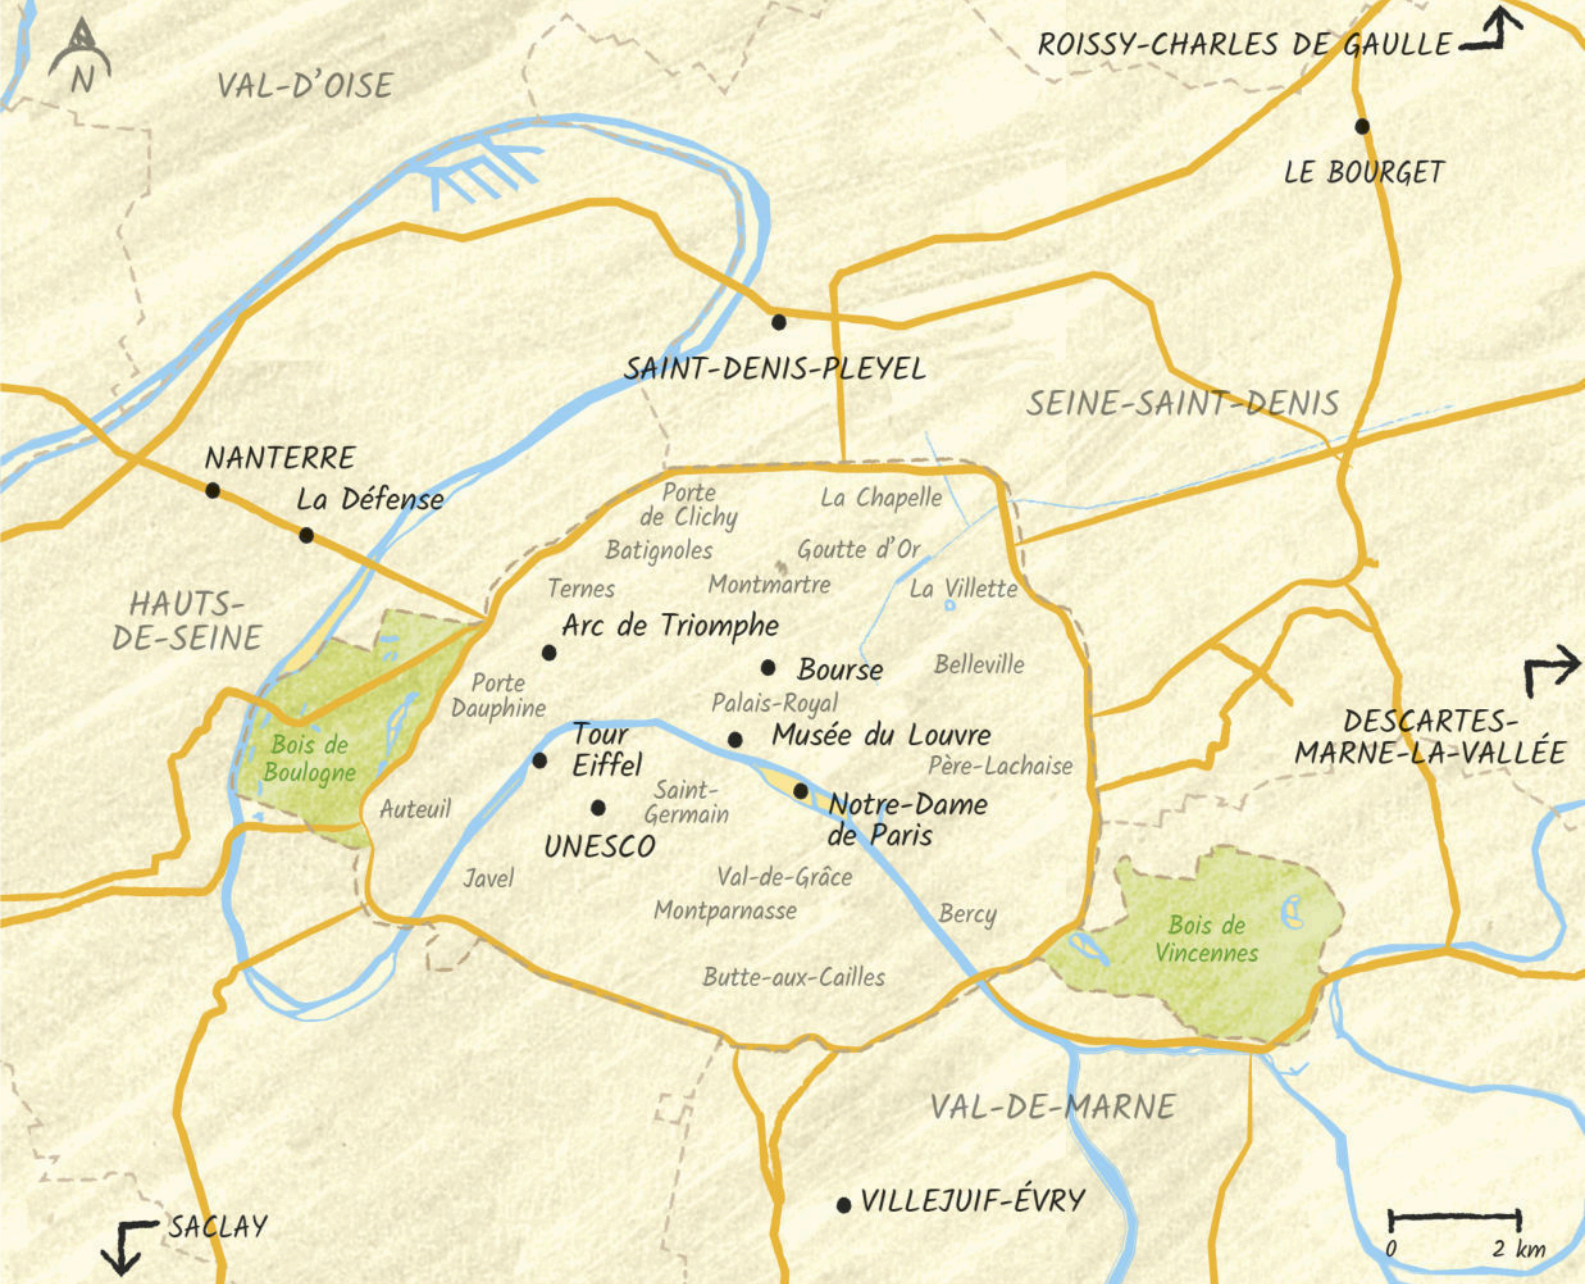 ROISSY-CHARLES DE GAULLE
N
VAL-D'OISE
LE BOURGET
SAINT-DENIS-PLEYEL
SEINE-SAINT-DENIS
NANTERRE
La Défense
Porte
de Clichy
La Chapelle
Batignoles
Goutte d'Or
Ternes
Montmartre
La Villette
HAUTS-
DE-SEINE
Arc de Triomphe
Bourse
Belleville
Porte
Dauphine
Palais-Royal
Tour
Eiffel
Musée du Louvre
DESCARTES-
MARNE-LA-VALLÉE
Bois de
Boulogne
Père-Lachaise
Saint-
Germain
Auteuil
Notre-Dame
de Paris
UNESCO
Javel
Val-de-Grâce
Montparnasse
Bercy
Bois de
Vincennes
Butte-aux-Cailles
VAL-DE-MARNE
VILLEJUIF-ÉVRY
SACLAY
0 2 km